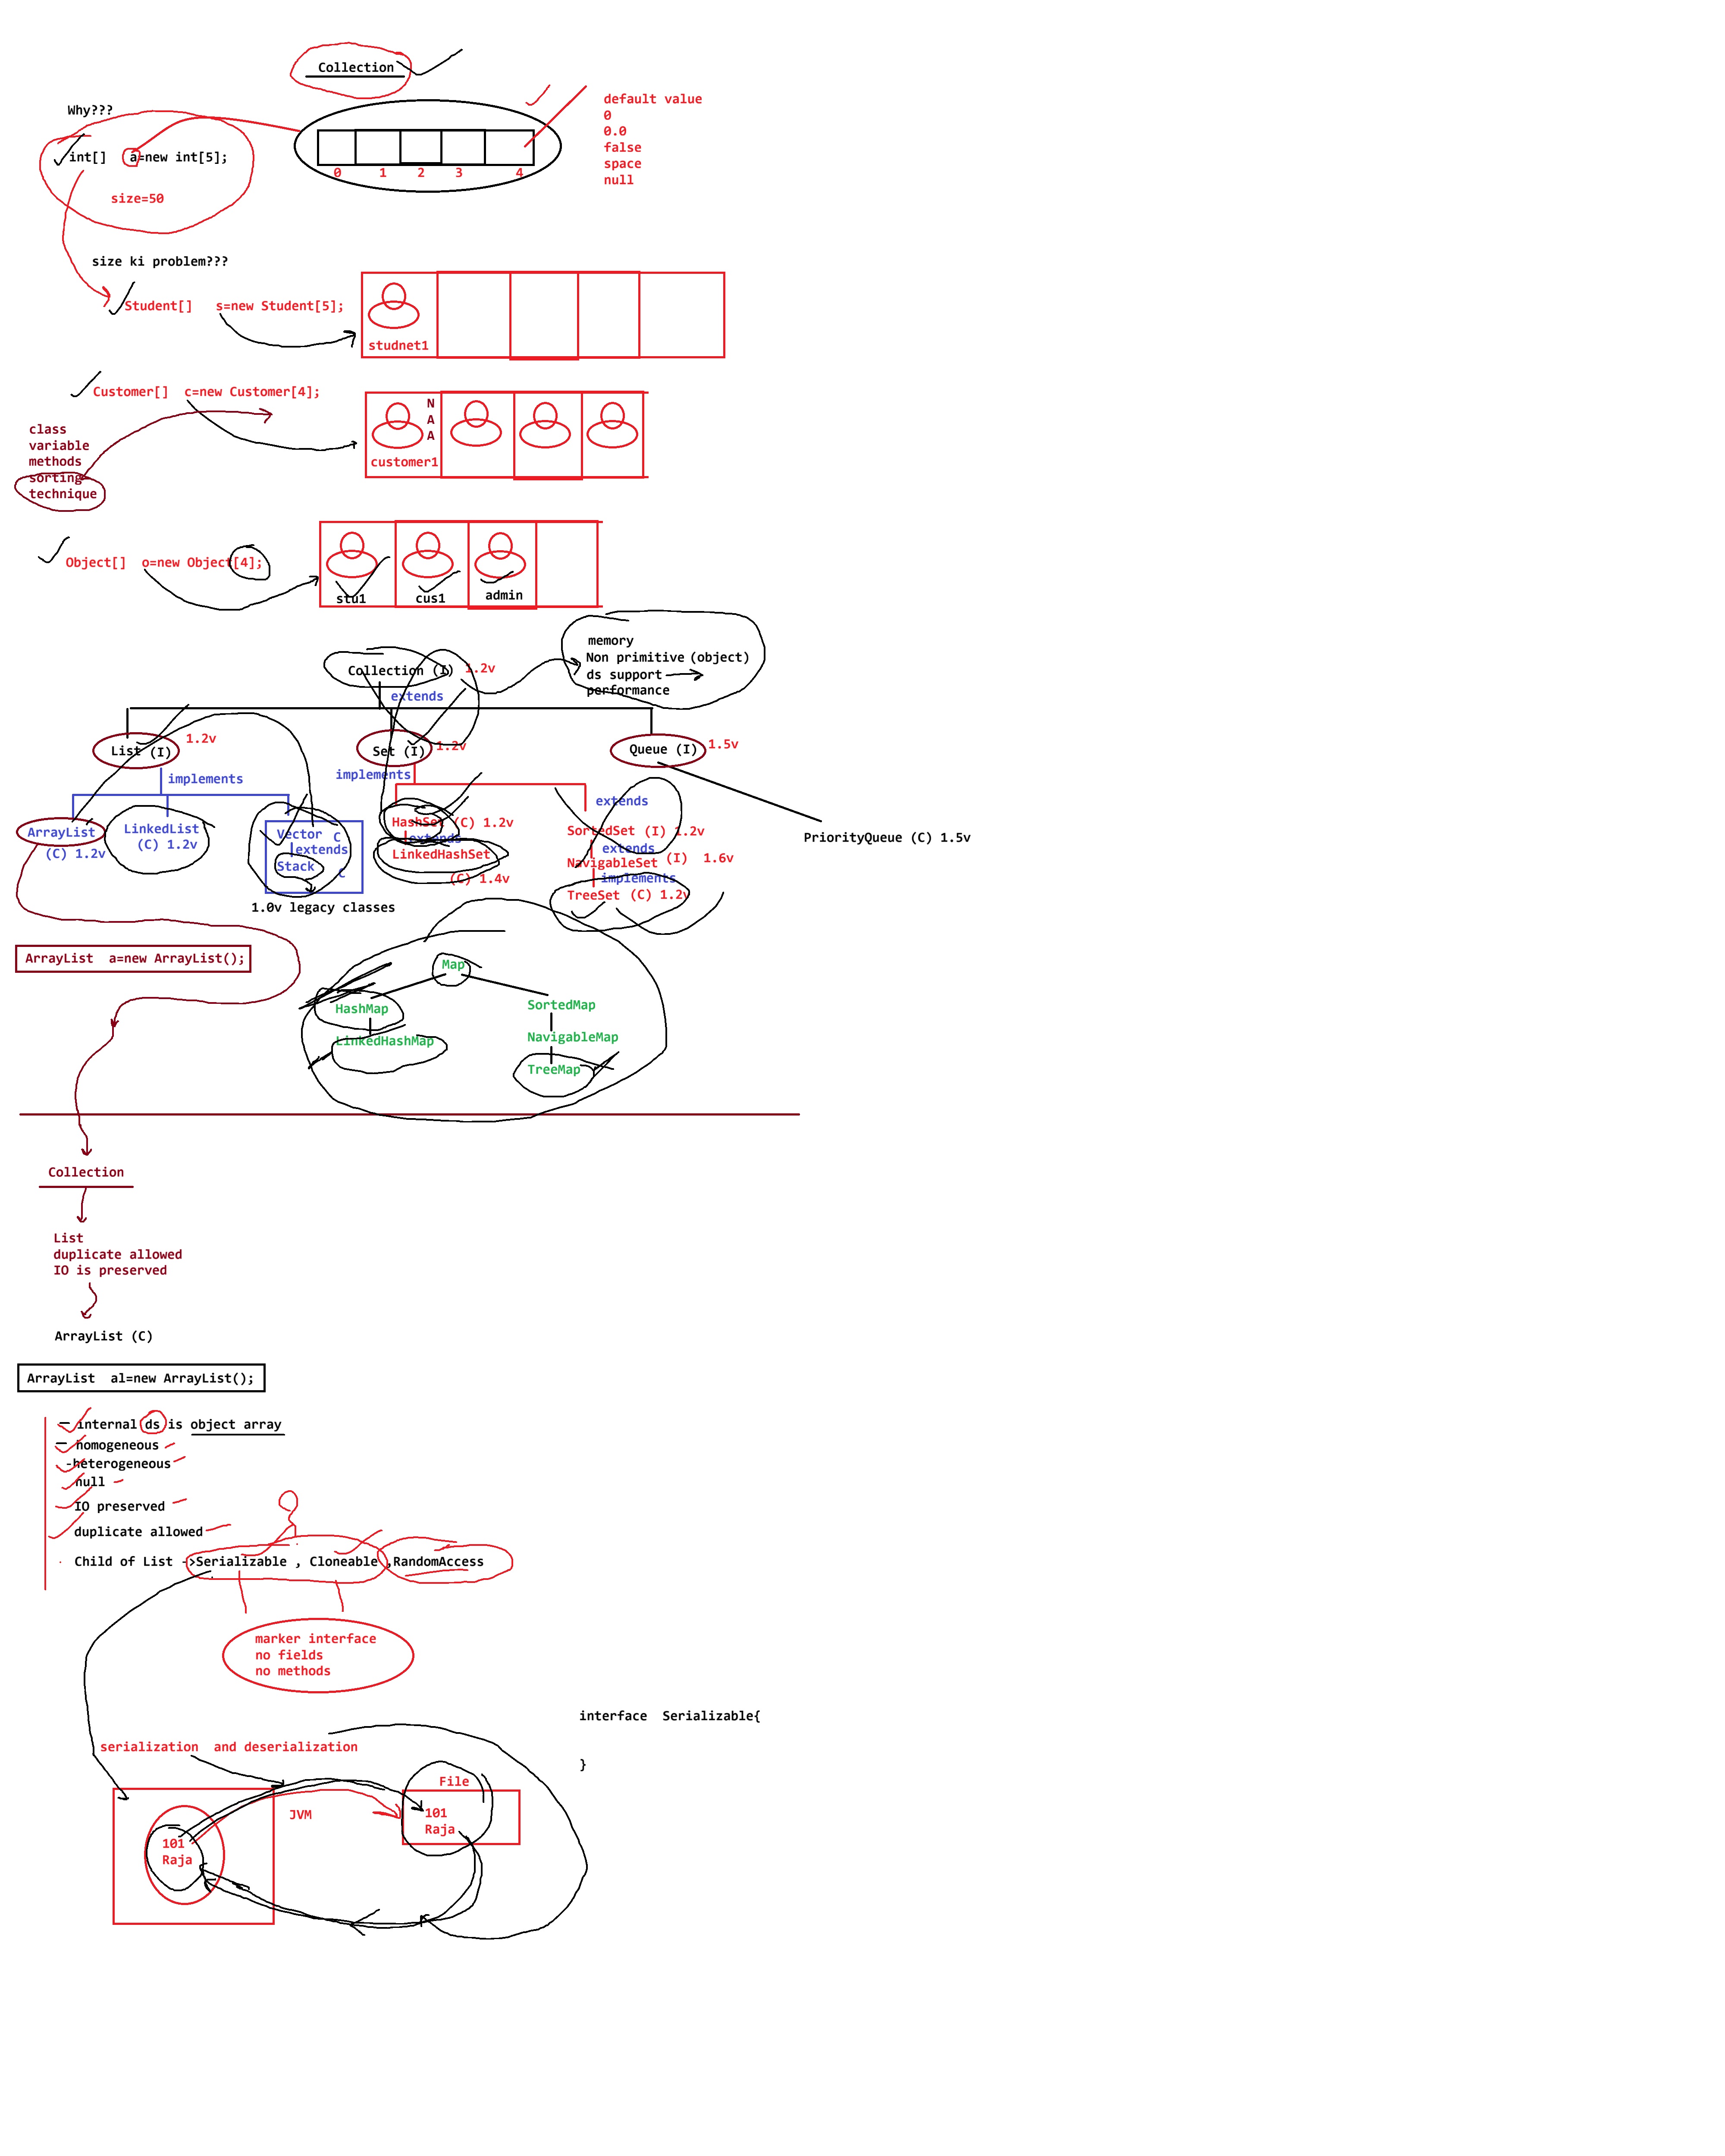 Collection
Why???
int[] a=new int[5];
size=50
0 1 2 3 4
default value
0
0.0
false
space
null
size ki problem???
Student[] s=new Student[5];
studnet1
Customer[] c=new Customer[4];
N
A
A
customer1
class
variable
methods
sorting
technique
Object[] o=new Object[4];
stu1 cus1 admin
memory
Non primitive (object)
ds support
performance
Collection (I) 1.2v
extends
List (I) 1.2v
Set (I) 1.2v
Queue (I) 1.5v
implements
implements
extends
ArrayList
(C) 1.2v
LinkedList
(C) 1.2v
Vector C
extends
Stack C
1.0v legacy classes
HashSet (C) 1.2v
extends
LinkedHashSet
(C) 1.4v
SortedSet (I) 1.2v
extends
NavigableSet (I) 1.6v
implements
TreeSet (C) 1.2v
PriorityQueue (C) 1.5v
ArrayList a=new ArrayList();
Map
HashMap
LinkedHashMap
SortedMap
NavigableMap
TreeMap
Collection
List
duplicate allowed
IO is preserved
ArrayList (C)
ArrayList al=new ArrayList();
- internal ds is object array
- homogeneous
-heterogeneous
null
IO preserved
duplicate allowed
Child of List ->Serializable , Cloneable ,RandomAccess
marker interface
no fields
no methods
interface Serializable{
}
serialization and deserialization
JVM
File
101
Raja
101
Raja